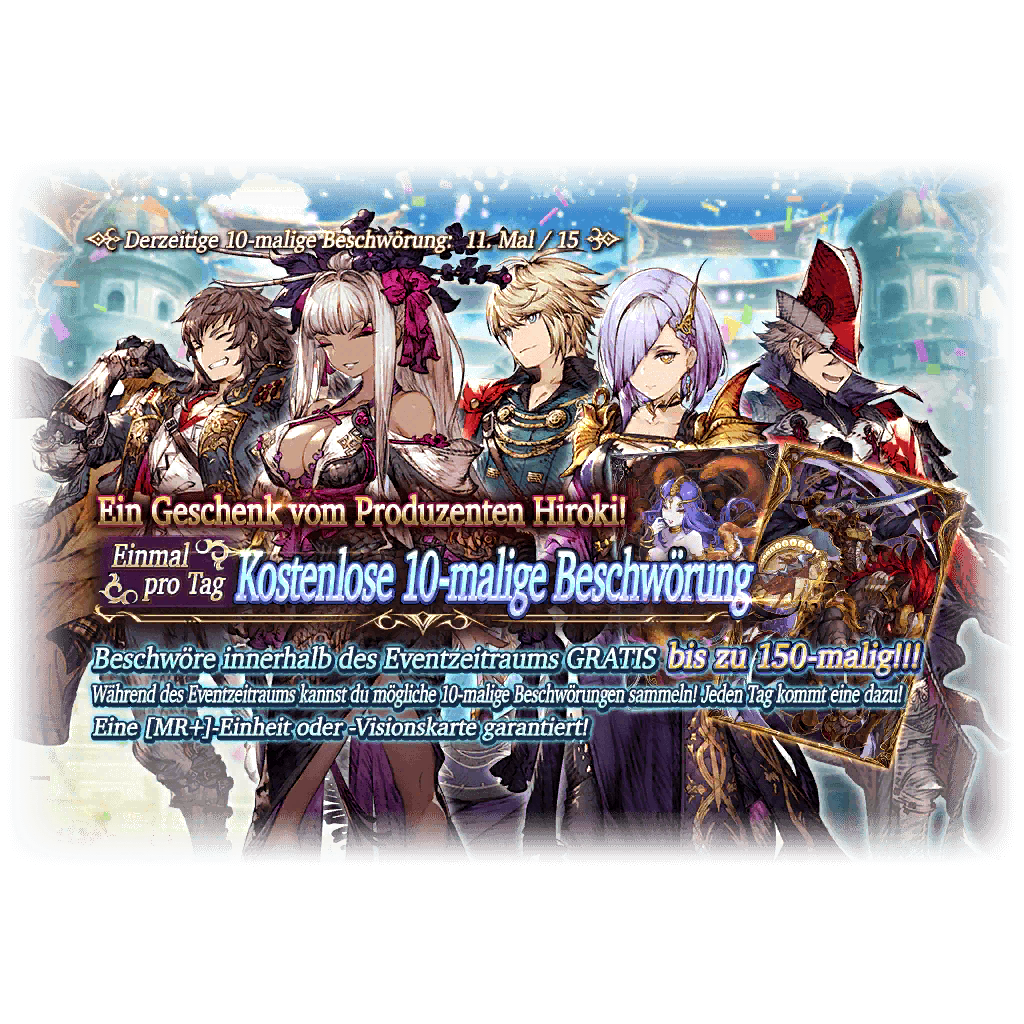 Derzeitige 10-malige Beschwörung: 11. Mal / 15
Ein Geschenk vom Produzenten Hiroki!
Einmal
pro Tag
Kostenlose 10-malige Beschwörung
Beschwöre innerhalb des Eventzeitraums GRATIS bis zu 150-malig!!!
Während des Eventzeitraums kannst du mögliche 10-malige Beschwörungen sammeln! Jeden Tag kommt eine dazu!
Eine [MR+]-Einheit oder -Visionskarte garantiert!